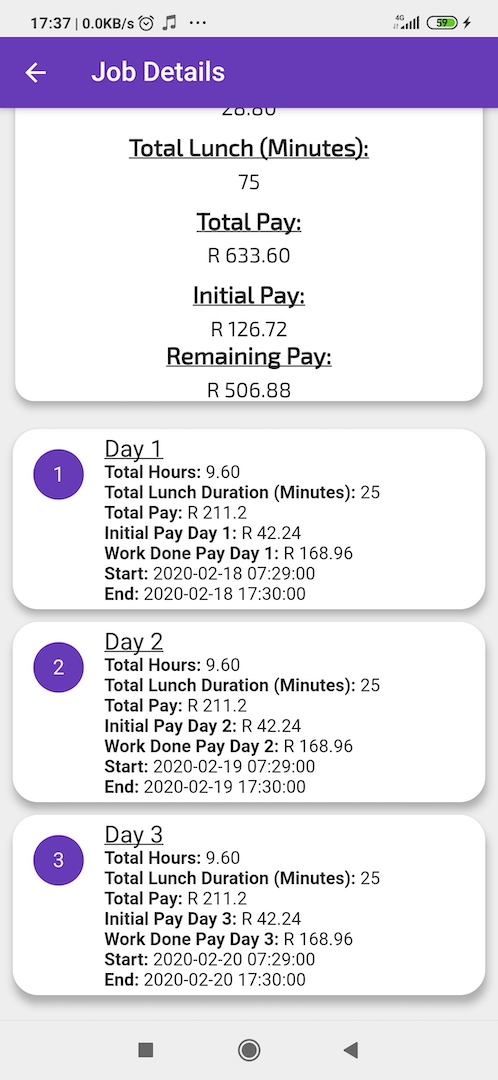 17:37 | 0.0KB/s
4G
59
Job Details
28.80
Total Lunch (Minutes):
75
Total Pay:
R 633.60
Initial Pay:
R 126.72
Remaining Pay:
R 506.88
1
Day 1
Total Hours: 9.60
Total Lunch Duration (Minutes): 25
Total Pay: R 211.2
Initial Pay Day 1: R 42.24
Work Done Pay Day 1: R 168.96
Start: 2020-02-18 07:29:00
End: 2020-02-18 17:30:00
2
Day 2
Total Hours: 9.60
Total Lunch Duration (Minutes): 25
Total Pay: R 211.2
Initial Pay Day 2: R 42.24
Work Done Pay Day 2: R 168.96
Start: 2020-02-19 07:29:00
End: 2020-02-19 17:30:00
3
Day 3
Total Hours: 9.60
Total Lunch Duration (Minutes): 25
Total Pay: R 211.2
Initial Pay Day 3: R 42.24
Work Done Pay Day 3: R 168.96
Start: 2020-02-20 07:29:00
End: 2020-02-20 17:30:00